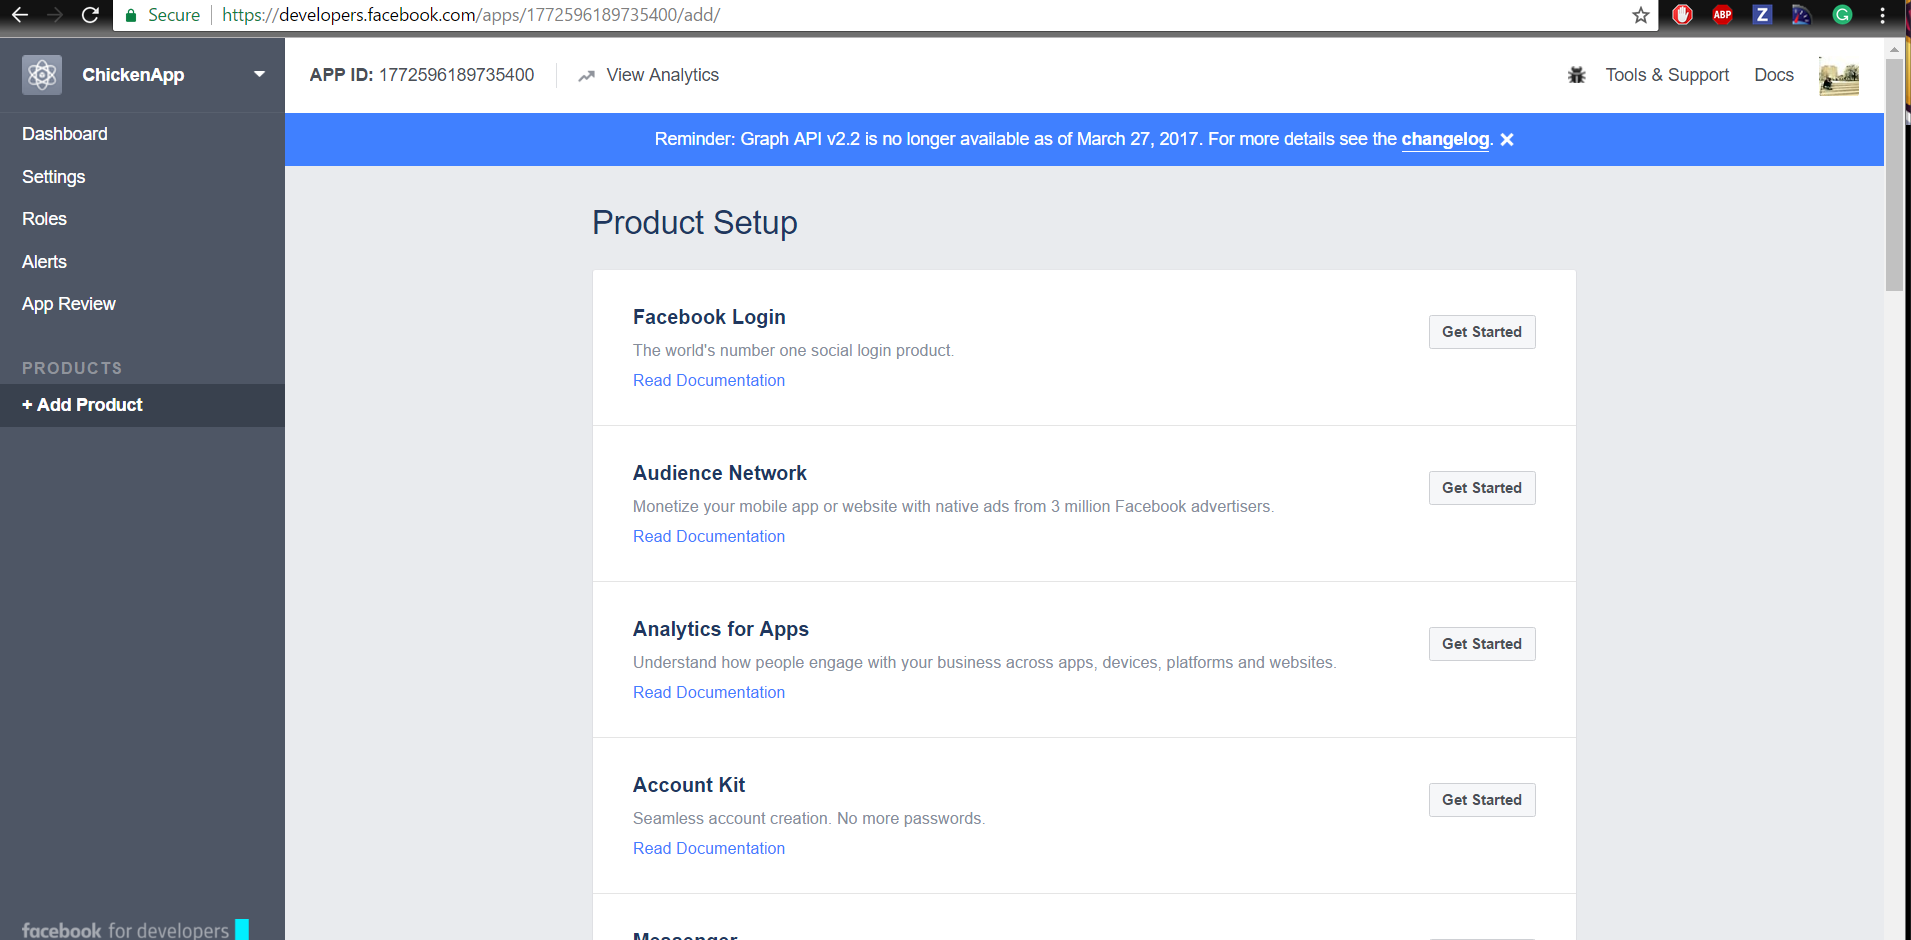 Secure https://developers.facebook.com/apps/1772596189735400/add/
ABP
Z
G
ChickenApp
APP ID: 1772596189735400
View Analytics
Tools & Support
Docs
Dashboard
Settings
Roles
Alerts
App Review
PRODUCTS
+ Add Product
facebook for developers
Reminder: Graph API v2.2 is no longer available as of March 27, 2017. For more details see the changelog.
Product Setup
Facebook Login
The world's number one social login product.
Read Documentation
Get Started
Audience Network
Monetize your mobile app or website with native ads from 3 million Facebook advertisers.
Read Documentation
Get Started
Analytics for Apps
Understand how people engage with your business across apps, devices, platforms and websites.
Read Documentation
Get Started
Account Kit
Seamless account creation. No more passwords.
Read Documentation
Get Started
Messenger